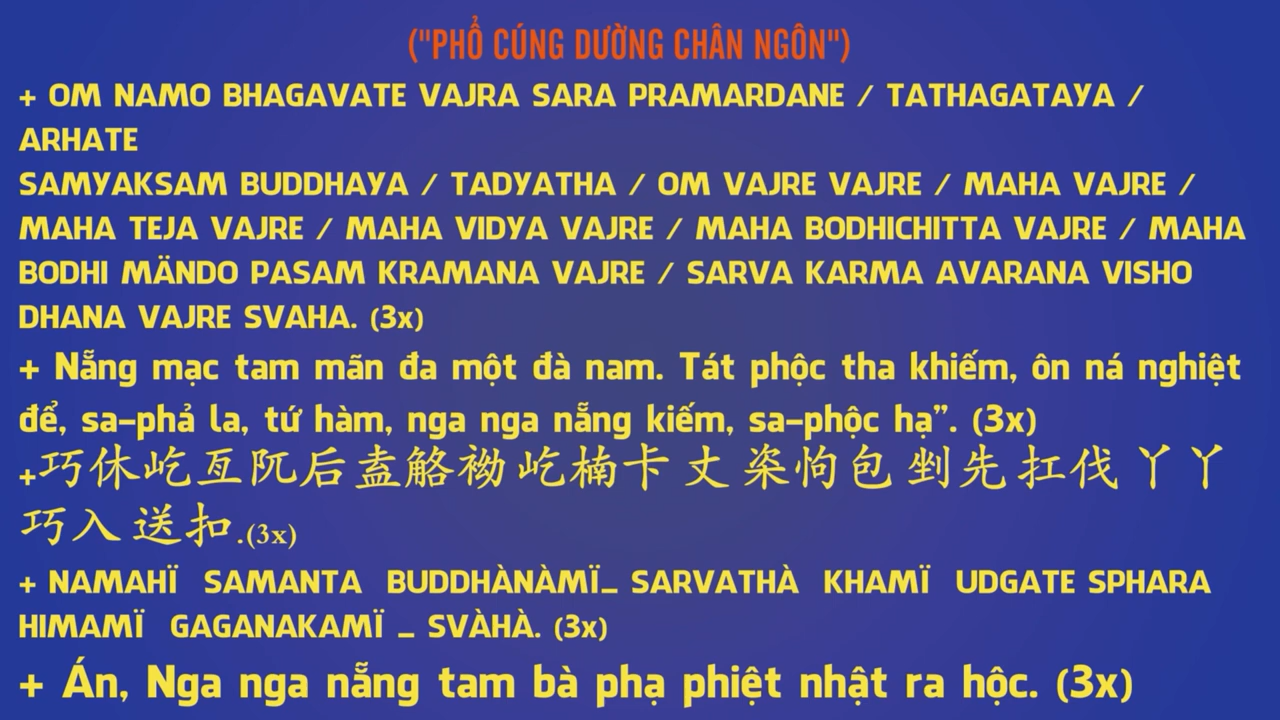 ("PHỔ CÚNG DƯỜNG CHÂN NGÔN")
+ OM NAMO BHAGAVATE VAJRA SARA PRAMARDANE / TATHAGATAYA /
ARHATE
SAMYAKSAM BUDDHAYA / TADYATHA / OM VAJRE VAJRE / MAHA VAJRE /
MAHA TEJA VAJRE / MAHA VIDYA VAJRE / MAHA BODHICHITTA VAJRE / MAHA
BODHI MÄNDO PASAM KRAMANA VAJRE / SARVA KARMA AVARANA VISHO
DHANA VAJRE SVAHA. (3x)
+ Nẵng mạc tam mãn đa một đà nam. Tát phộc tha khiếm, ôn ná nghiệt
để, sa-phả la, tứ hàm, nga nga nẵng kiếm, sa-phộc hạ”. (3x)
+巧休屹亙阢后盍觡袎屹楠卡丈栥怐包剉先扛伐丫丫
巧入送扣.(3x)
+ NAMAHÏ SAMANTA BUDDHÀNÀMÏ_ SARVATHÀ KHAMÏ UDGATE SPHARA
HIMAMÏ GAGANAKAMÏ _ SVÀHÀ. (3x)
+ Án, Nga nga nẵng tam bà phạ phiệt nhật ra hộc. (3x)